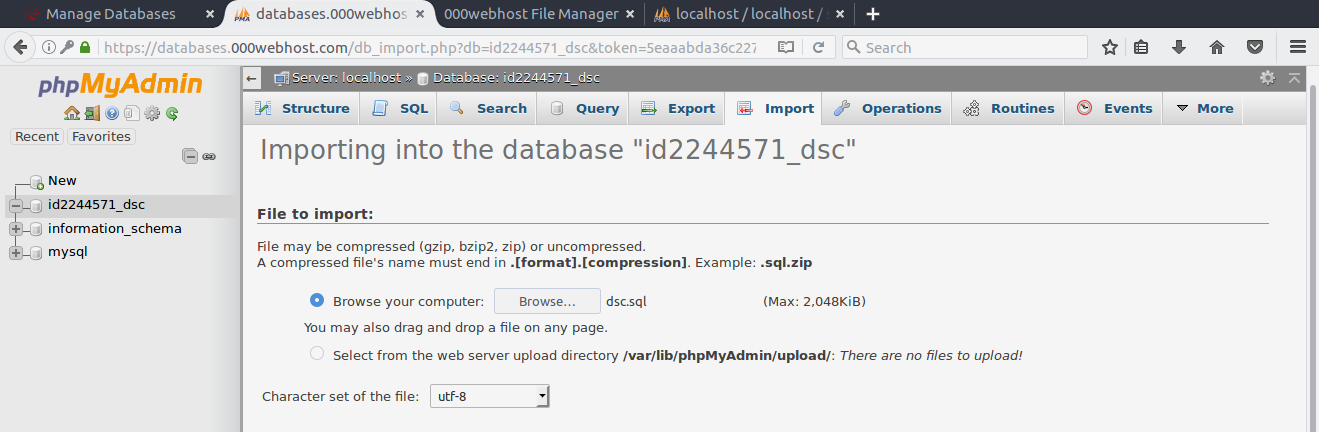 Manage Databases
databases.000webhos
000webhost File Manager
localhost / localhost /
https://databases.000webhost.com/db_import.php?db=id2244571_dsc&token=5eaaabda36c227
Search
phpMyAdmin
Recent
Favorites
New
id2244571_dsc
information_schema
mysql
Server: localhost » Database: id2244571_dsc
Structure
SQL
Search
Query
Export
Import
Operations
Routines
Events
More
Importing into the database "id2244571_dsc"
File to import:
File may be compressed (gzip, bzip2, zip) or uncompressed.
A compressed file's name must end in .[format].[compression]. Example: .sql.zip
Browse your computer: Browse... dsc.sql (Max: 2,048KiB)
You may also drag and drop a file on any page.
Select from the web server upload directory /var/lib/phpMyAdmin/upload/: There are no files to upload!
Character set of the file: utf-8